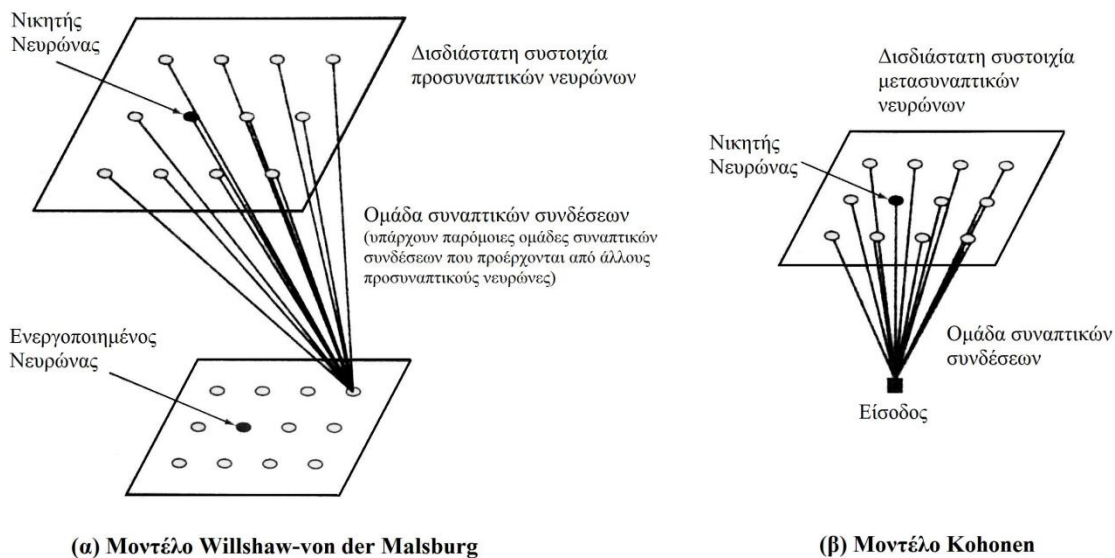 Νικητής
Νευρώνας
Δισδιάστατη συστοιχία
προσυναπτικών νευρώνων
Ομάδα συναπτικών συνδέσεων
(υπάρχουν παρόμοιες ομάδες συναπτικών
συνδέσεων που προέρχονται από άλλους
προσυναπτικούς νευρώνες)
Ενεργοποιημένος
Νευρώνας
(α) Μοντέλο Willshaw-von der Malsburg
Δισδιάστατη συστοιχία
μετασυναπτικών
νευρώνων
Νικητής
Νευρώνας
Ομάδα συναπτικών
συνδέσεων
Είσοδος
(β) Μοντέλο Kohonen